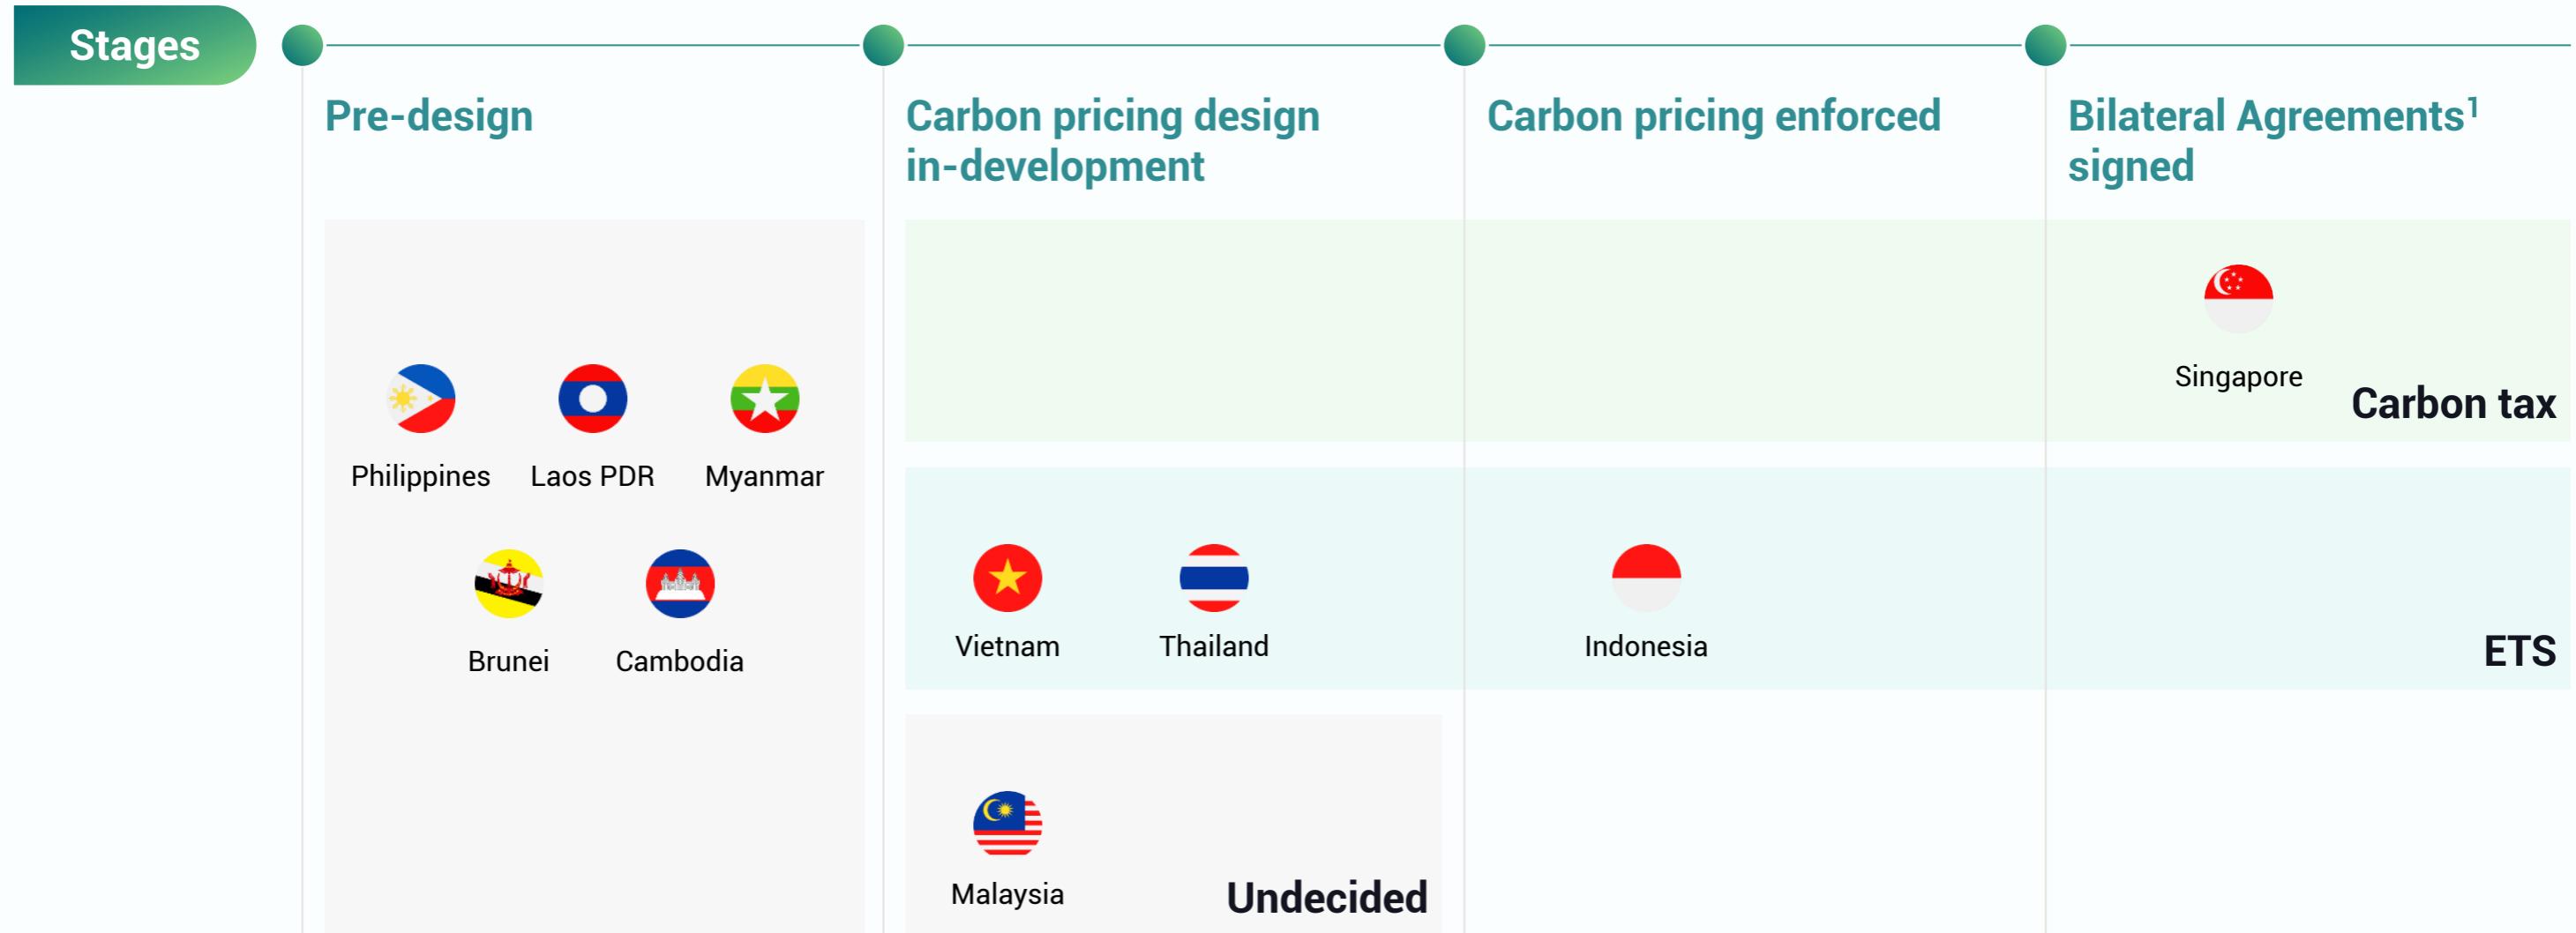 Stages
Pre-design
Carbon pricing design
in-development
Carbon pricing enforced
Bilateral Agreements¹
signed
Philippines
Laos PDR
Myanmar
Brunei
Cambodia
Singapore
Carbon tax
Vietnam
Thailand
Indonesia
ETS
Malaysia
Undecided